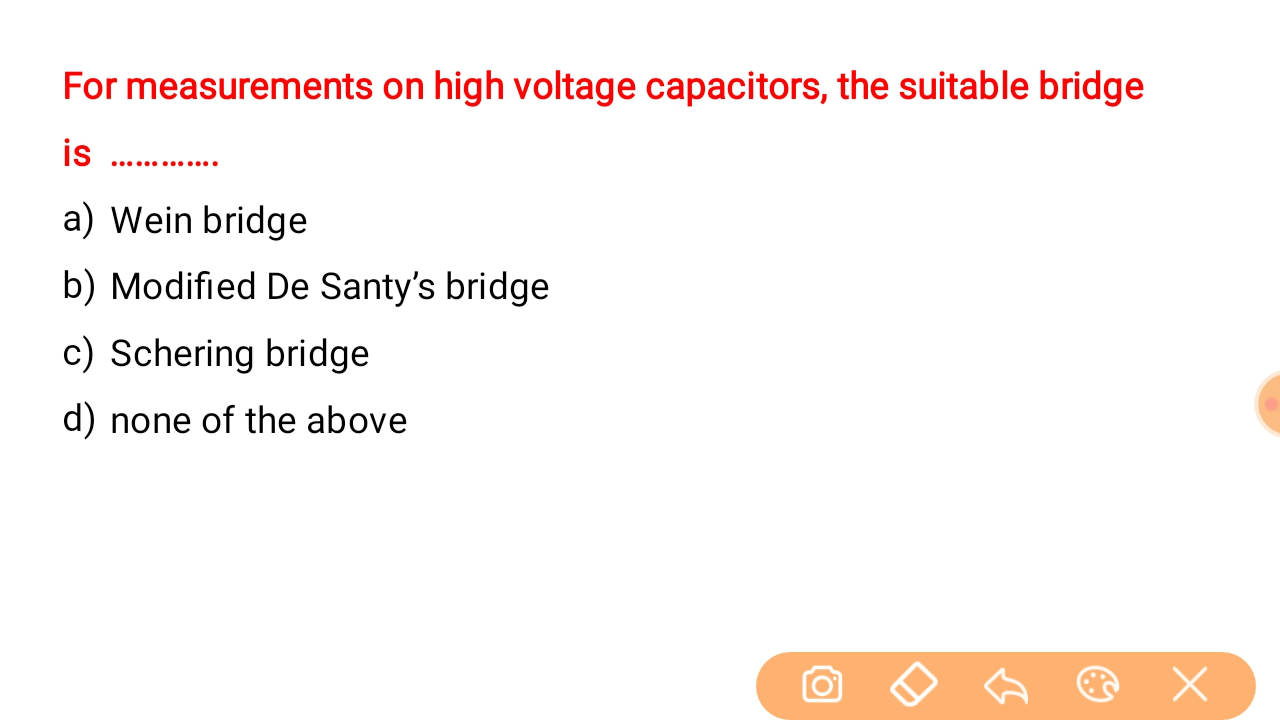 For measurements on high voltage capacitors, the suitable bridge
is ………….
a) Wein bridge
b) Modified De Santy’s bridge
c) Schering bridge
d) none of the above